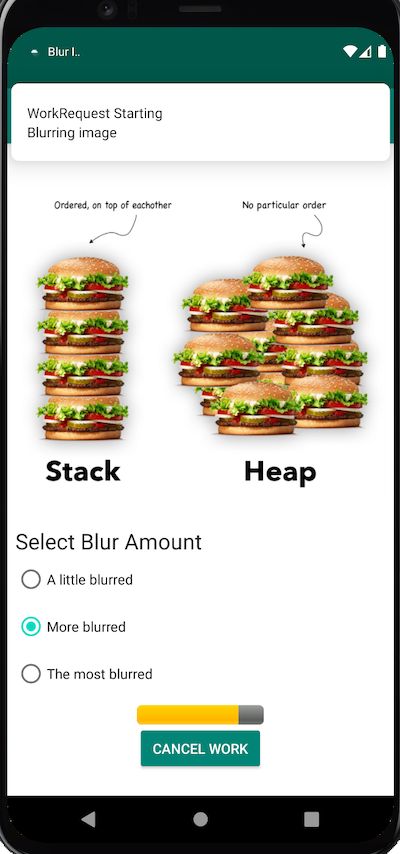 Blur I..
WorkRequest Starting
Blurring image
Ordered, on top of eachother
No particular order
Stack
Heap
Select Blur Amount
A little blurred
More blurred
The most blurred
CANCEL WORK